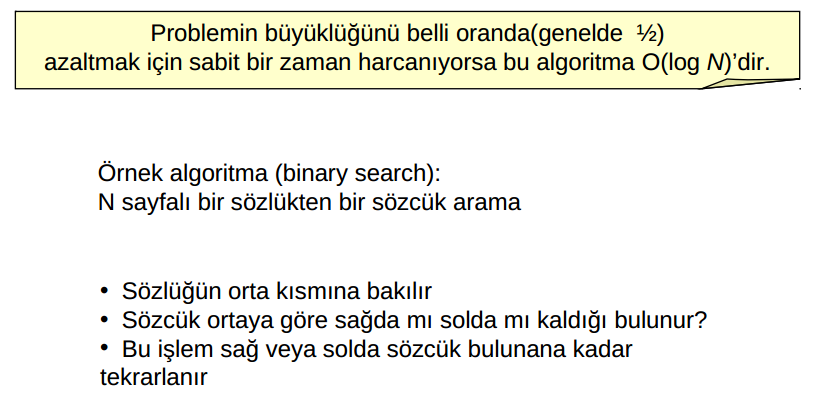 Problemin büyüklüğünü belli oranda(genelde ½)
azaltmak için sabit bir zaman harcanıyorsa bu algoritma O(log N)’dir.
Örnek algoritma (binary search):
N sayfalı bir sözlükten bir sözcük arama
• Sözlüğün orta kısmına bakılır
• Sözcük ortaya göre sağda mı solda mı kaldığı bulunur?
• Bu işlem sağ veya solda sözcük bulunana kadar
tekrarlanır